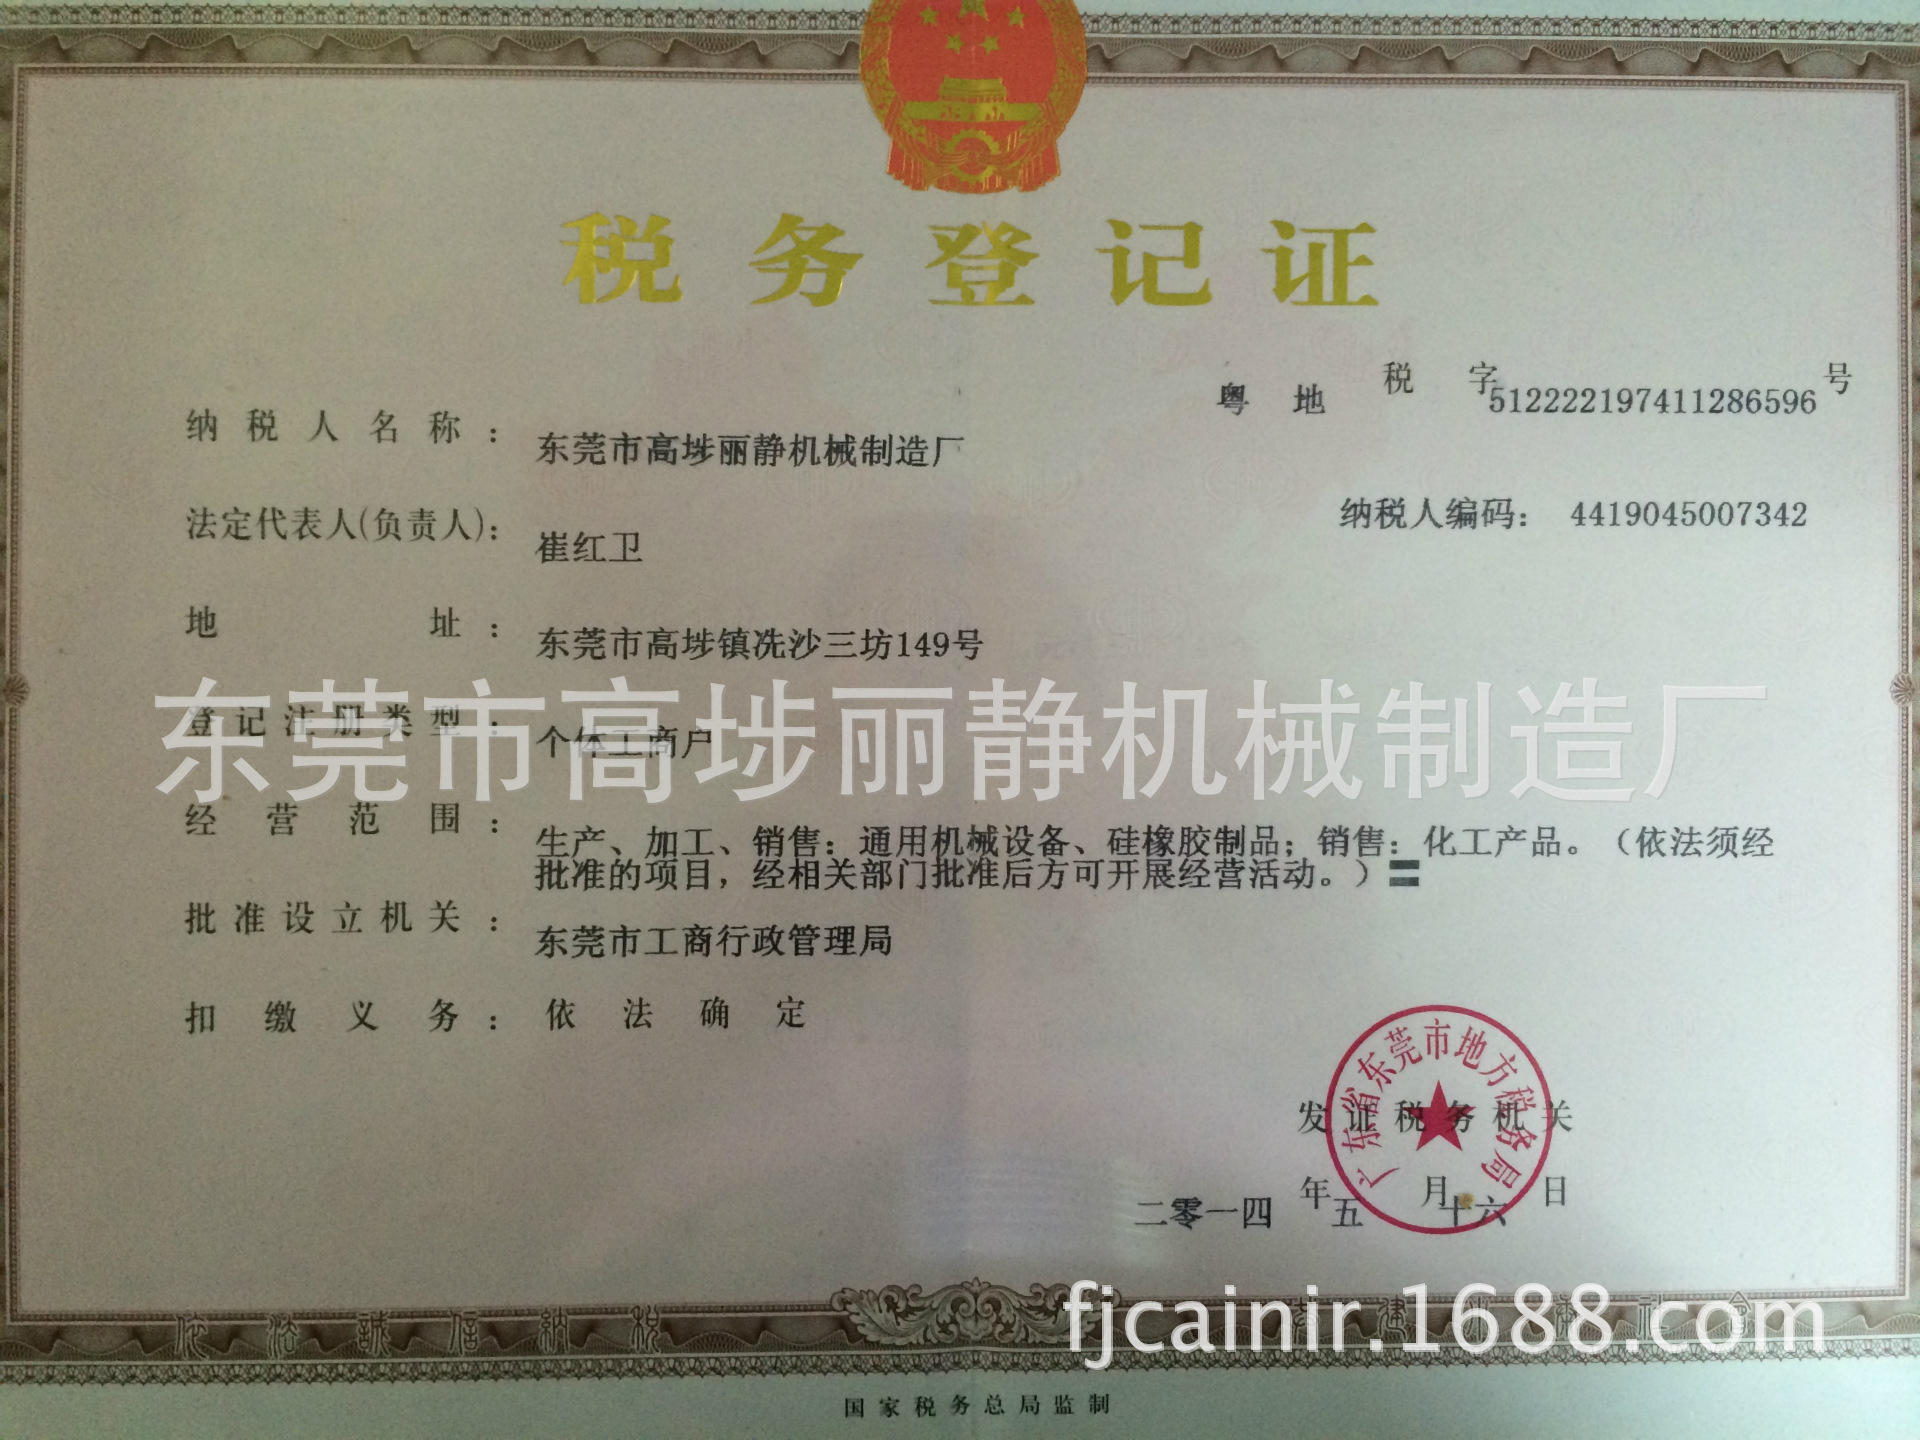 税务登记证
粤地税字512222197411286596号
纳税人名称：东莞市高埗丽静机械制造厂
纳税人编码：4419045007342
法定代表人(负责人)：崔红卫
地址：东莞市高埗镇冼沙三坊149号
东莞市高埗丽静机械制造厂
登记注册类型：个体工商户
经营范围：生产、加工、销售：通用机械设备、硅橡胶制品；销售：化工产品。（依法须经
批准的项目，经相关部门批准后方可开展经营活动。）
批准设立机关：东莞市工商行政管理局
扣缴义务：依法确定
广东省东莞市地方税务局
发证税务机关
二零一四年五月十六日
fjcainir.1688.com
依法诚信纳税
国家税务总局监制